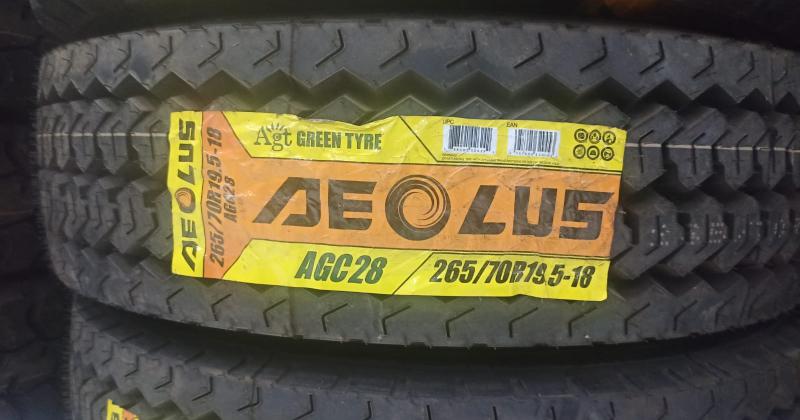 Agt GREEN TYRE
UPC
EAN
AEOLUS
265/70R19.5-18
AGC28
AEOLUS
AGC28
265/70R19.5-18